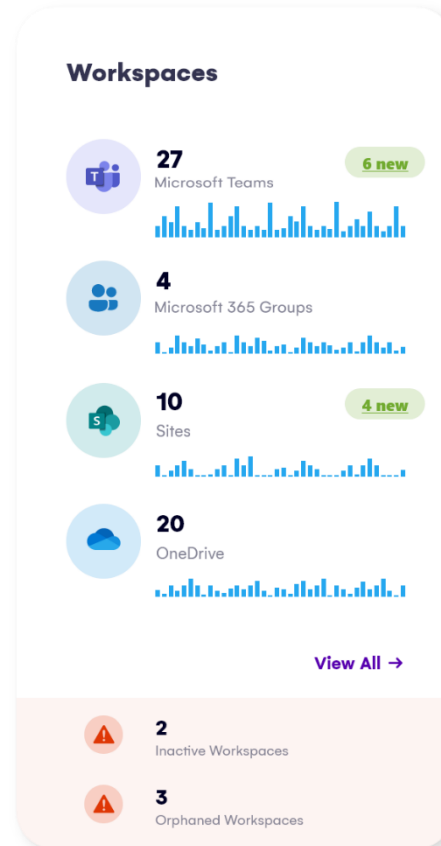 Workspaces
27
6 new
Microsoft Teams
4
Microsoft 365 Groups
10
4 new
Sites
20
OneDrive
View All →
2
Inactive Workspaces
3
Orphaned Workspaces